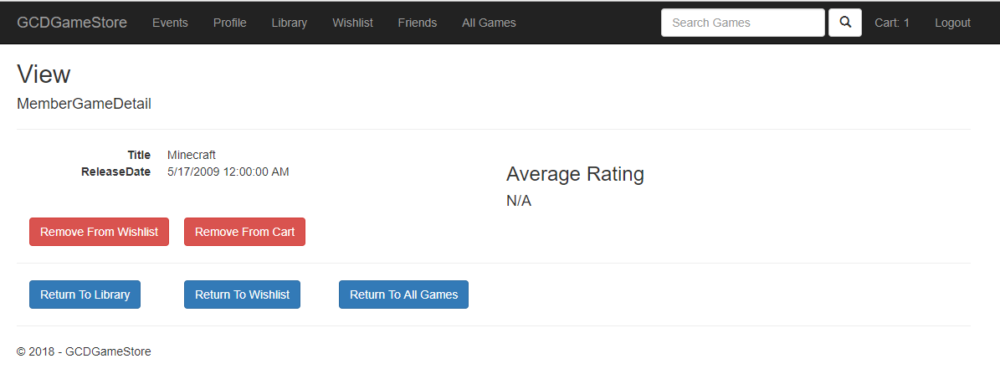 GCDGameStore Events Profile Library Wishlist Friends All Games Search Games Cart: 1 Logout
View
MemberGameDetail
Title Minecraft
ReleaseDate 5/17/2009 12:00:00 AM
Average Rating
N/A
Remove From Wishlist Remove From Cart
Return To Library Return To Wishlist Return To All Games
© 2018 - GCDGameStore